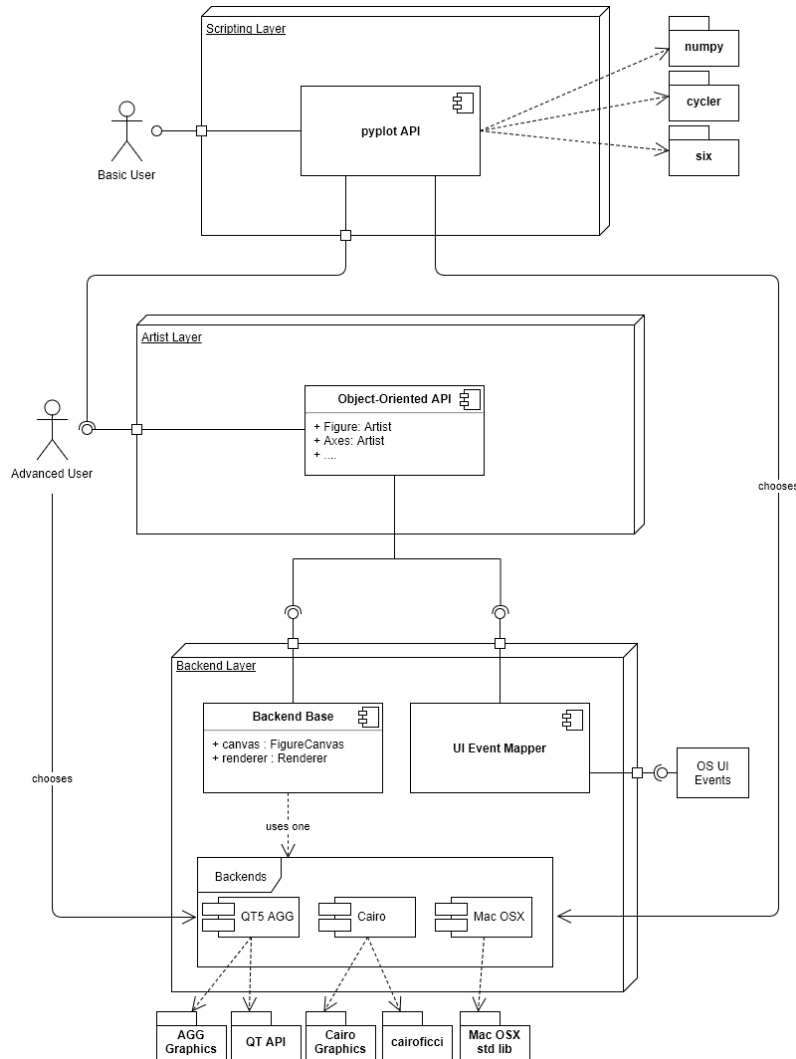 Scripting Layer
numpy
cycler
six
pyplot API
Basic User
Artist Layer
Object-Oriented API
+ Figure: Artist
+ Axes: Artist
+ ....
Advanced User
chooses
Backend Layer
Backend Base
+ canvas : FigureCanvas
+ renderer : Renderer
UI Event Mapper
OS UI
Events
chooses
uses one
Backends
QT5 AGG
Cairo
Mac OSX
AGG
Graphics
QT API
Cairo
Graphics
cairoficci
Mac OSX
std lib